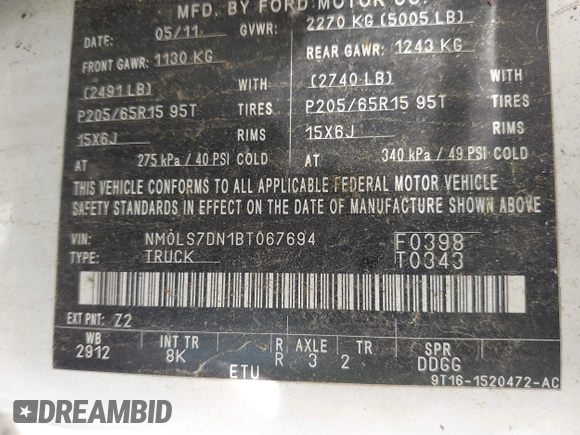 MFD. BY FORD MOTOR CO.
DATE: 05/11 GVWR: 2270 KG (5005 LB)
FRONT GAWR: 1130 KG REAR GAWR: 1243 KG
(2491 LB) WITH (2740 LB) WITH
P205/65R15 95T TIRES P205/65R15 95T TIRES
15X6J RIMS 15X6J RIMS
AT 275 kPa / 40 PSI COLD AT 340 kPa / 49 PSI COLD
THIS VEHICLE CONFORMS TO ALL APPLICABLE FEDERAL MOTOR VEHICLE
SAFETY STANDARDS IN EFFECT ON THE DATE OF MANUFACTURE SHOWN ABOVE
VIN: NM0LS7DN1BT067694 F0398
TYPE: TRUCK T0343
EXT PNT: Z2
WB INT TR R AXLE TR SPR
2912 8K R 3 2 DDGG
ETU 9T16-1520472-AC
DREAMBID